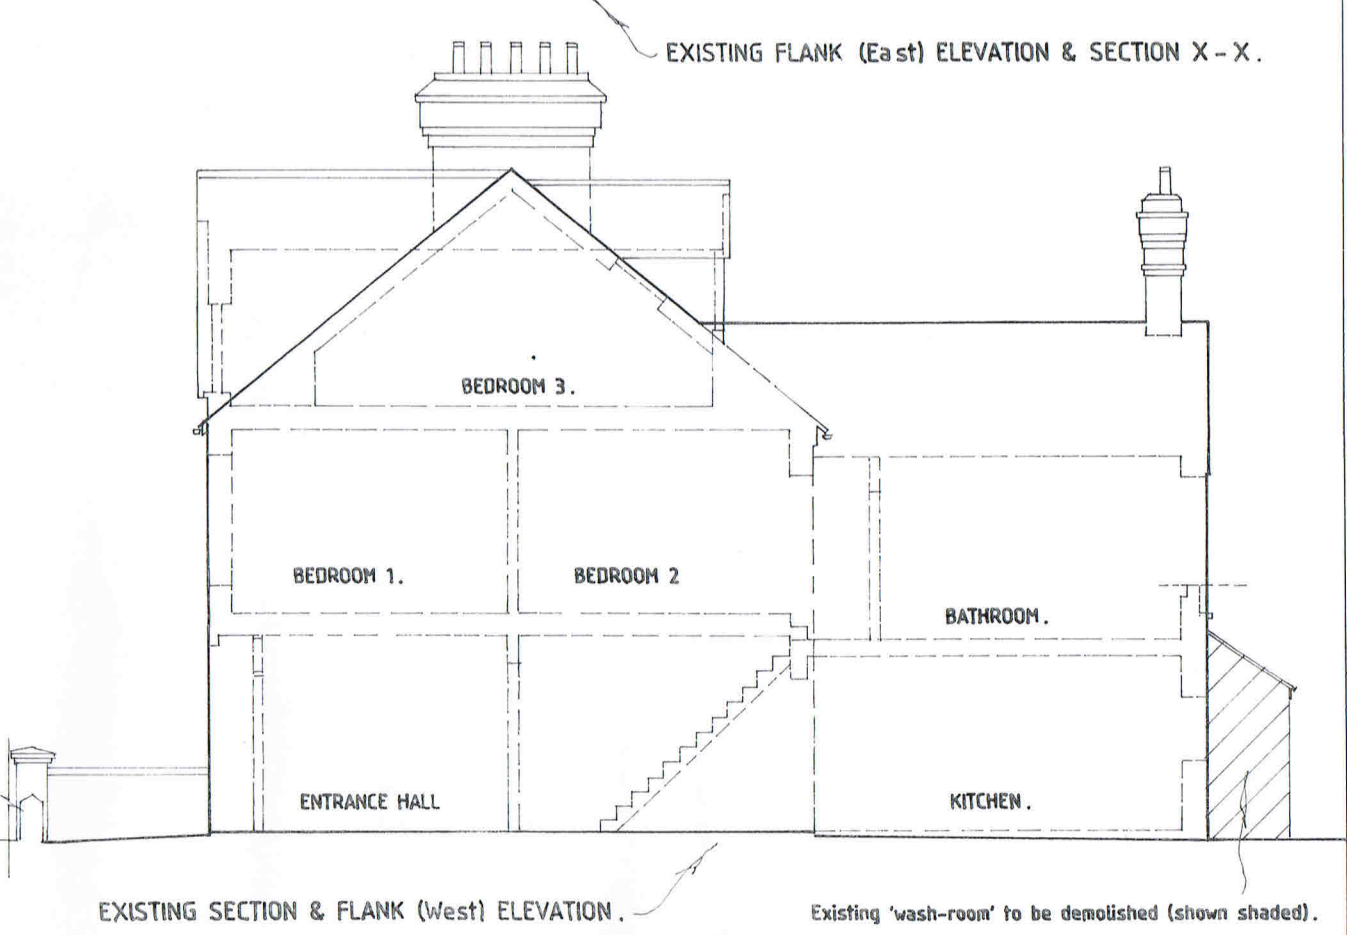 EXISTING FLANK (East) ELEVATION & SECTION X - X.
BEDROOM 3.
BEDROOM 1.
BEDROOM 2
BATHROOM.
ENTRANCE HALL
KITCHEN.
EXISTING SECTION & FLANK (West) ELEVATION.
Existing 'wash-room' to be demolished (shown shaded).